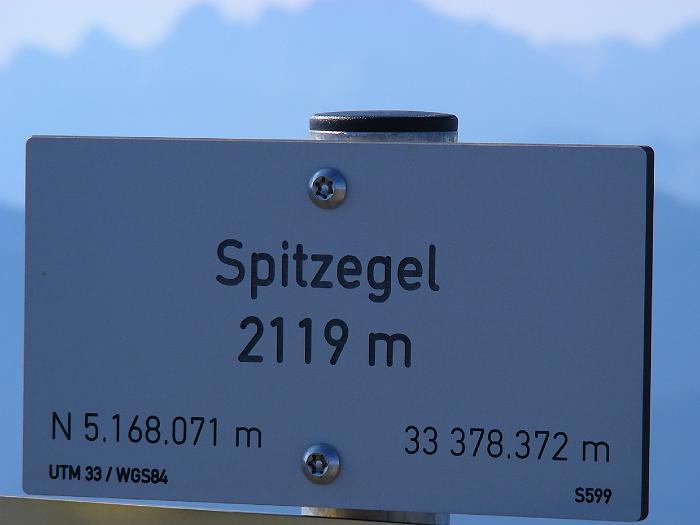 Spitzegel
2119 m
N 5.168.071 m 33 378.372 m
UTM 33 / WGS84 S599